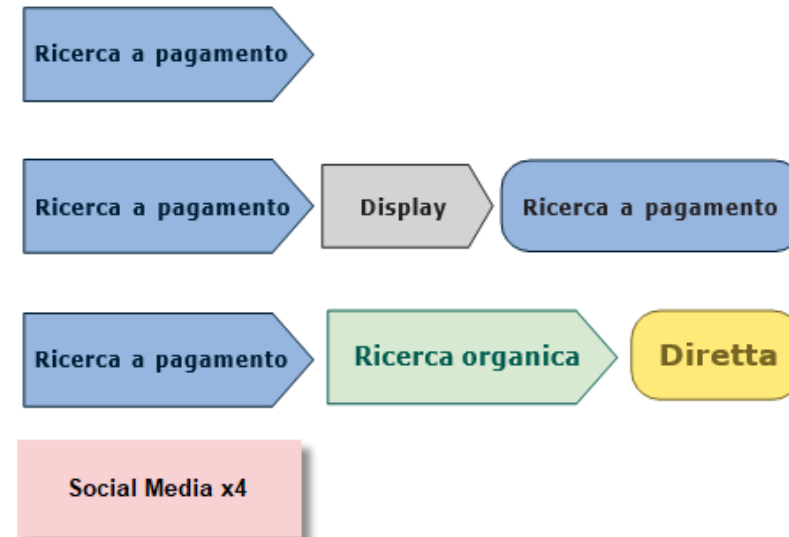 Ricerca a pagamento
Ricerca a pagamento Display Ricerca a pagamento
Ricerca a pagamento Ricerca organica Diretta
Social Media x4